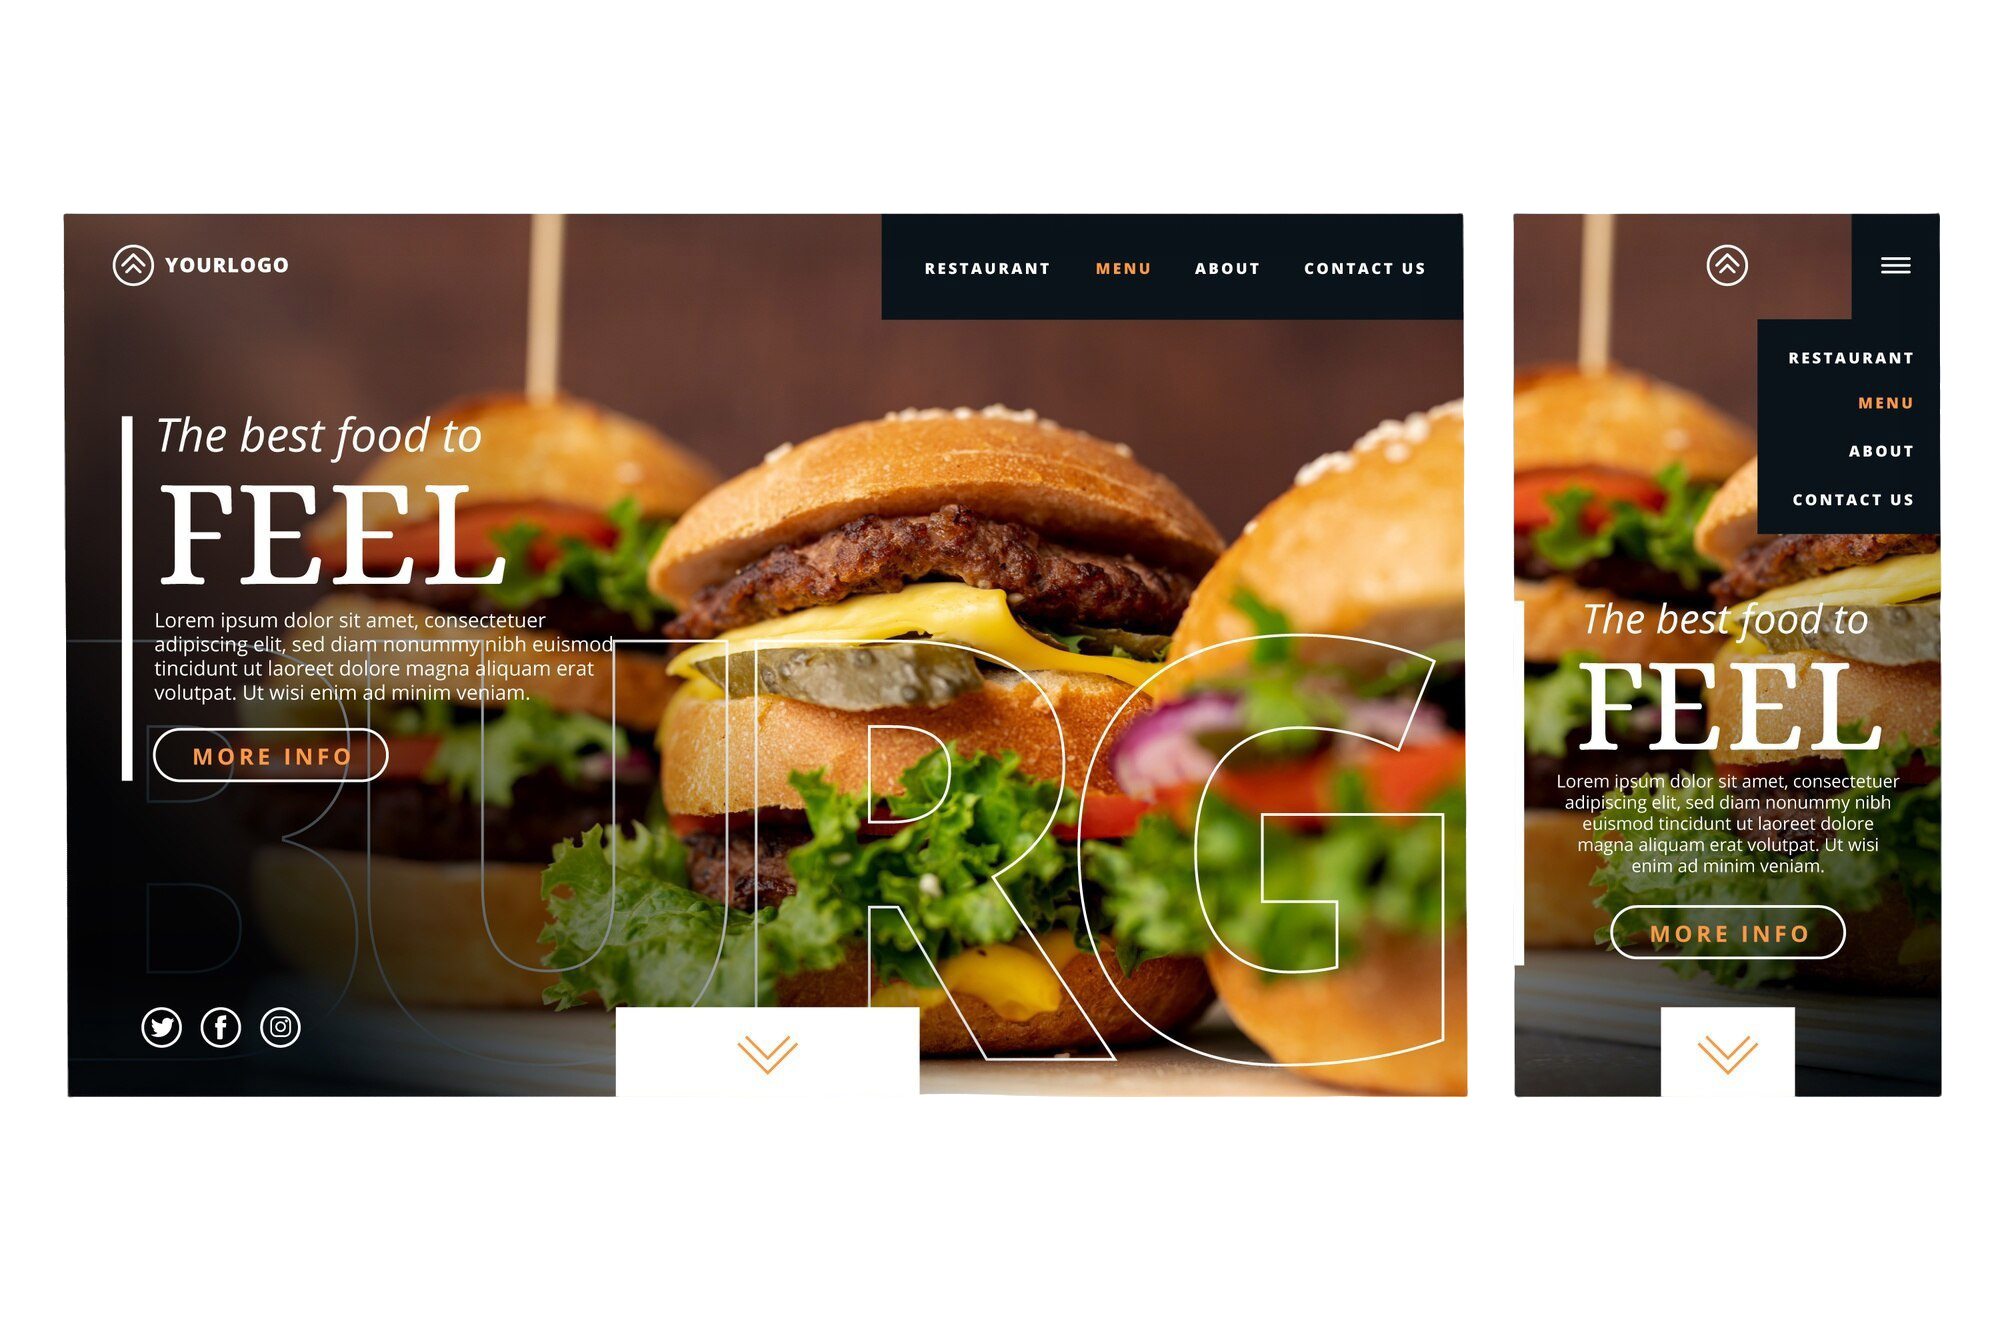 YOURLOGO
RESTAURANT MENU ABOUT CONTACT US
The best food to
FEEL
Lorem ipsum dolor sit amet, consectetuer
adipiscing elit, sed diam nonummy nibh euismod
tincidunt ut laoreet dolore magna aliquam erat
volutpat. Ut wisi enim ad minim veniam.
MORE INFO
BURG
RESTAURANT
MENU
ABOUT
CONTACT US
The best food to
FEEL
Lorem ipsum dolor sit amet, consectetuer
adipiscing elit, sed diam nonummy nibh
euismod tincidunt ut laoreet dolore
magna aliquam erat volutpat. Ut wisi
enim ad minim veniam.
MORE INFO